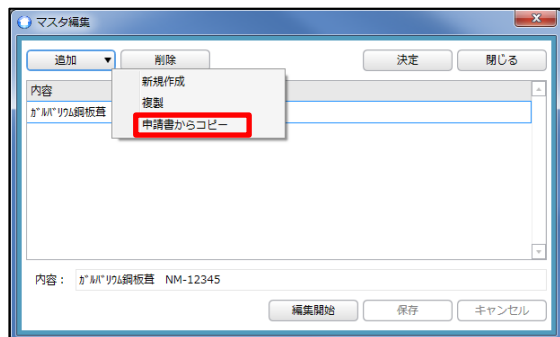 マスタ編集
追加 ▼ 削除 決定 閉じる
新規作成
内容
複製
ｶﾞﾙﾊﾞﾘｳﾑ鋼板葺
申請書からコピー
内容： ｶﾞﾙﾊﾞﾘｳﾑ鋼板葺 NM-12345
編集開始 保存 キャンセル